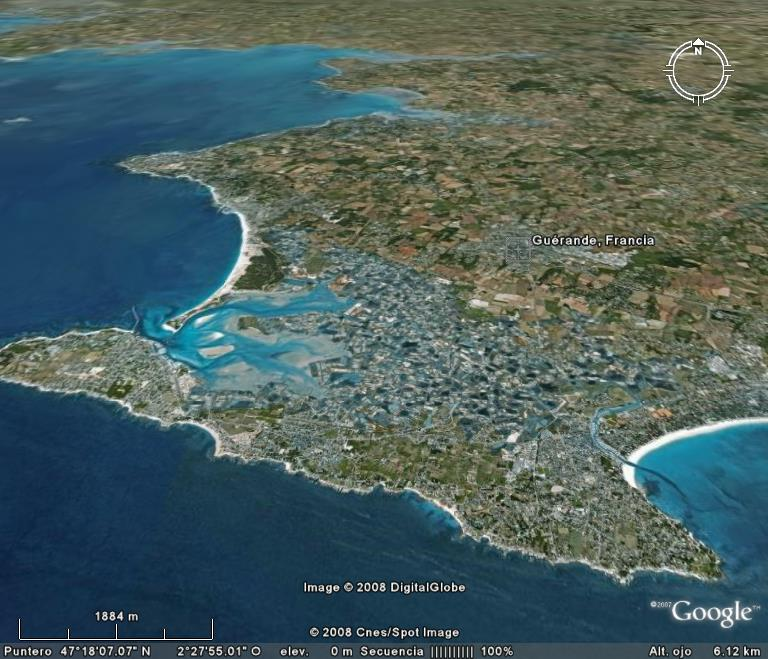 N
Guérande, Francia
Image © 2008 DigitalGlobe
1884 m
© 2008 Cnes/Spot Image
©2007 Google™
Puntero 47°18'07.07" N 2°27'55.01" O elev. 0 m Secuencia |||||||||| 100% Alt. ojo 6.12 km